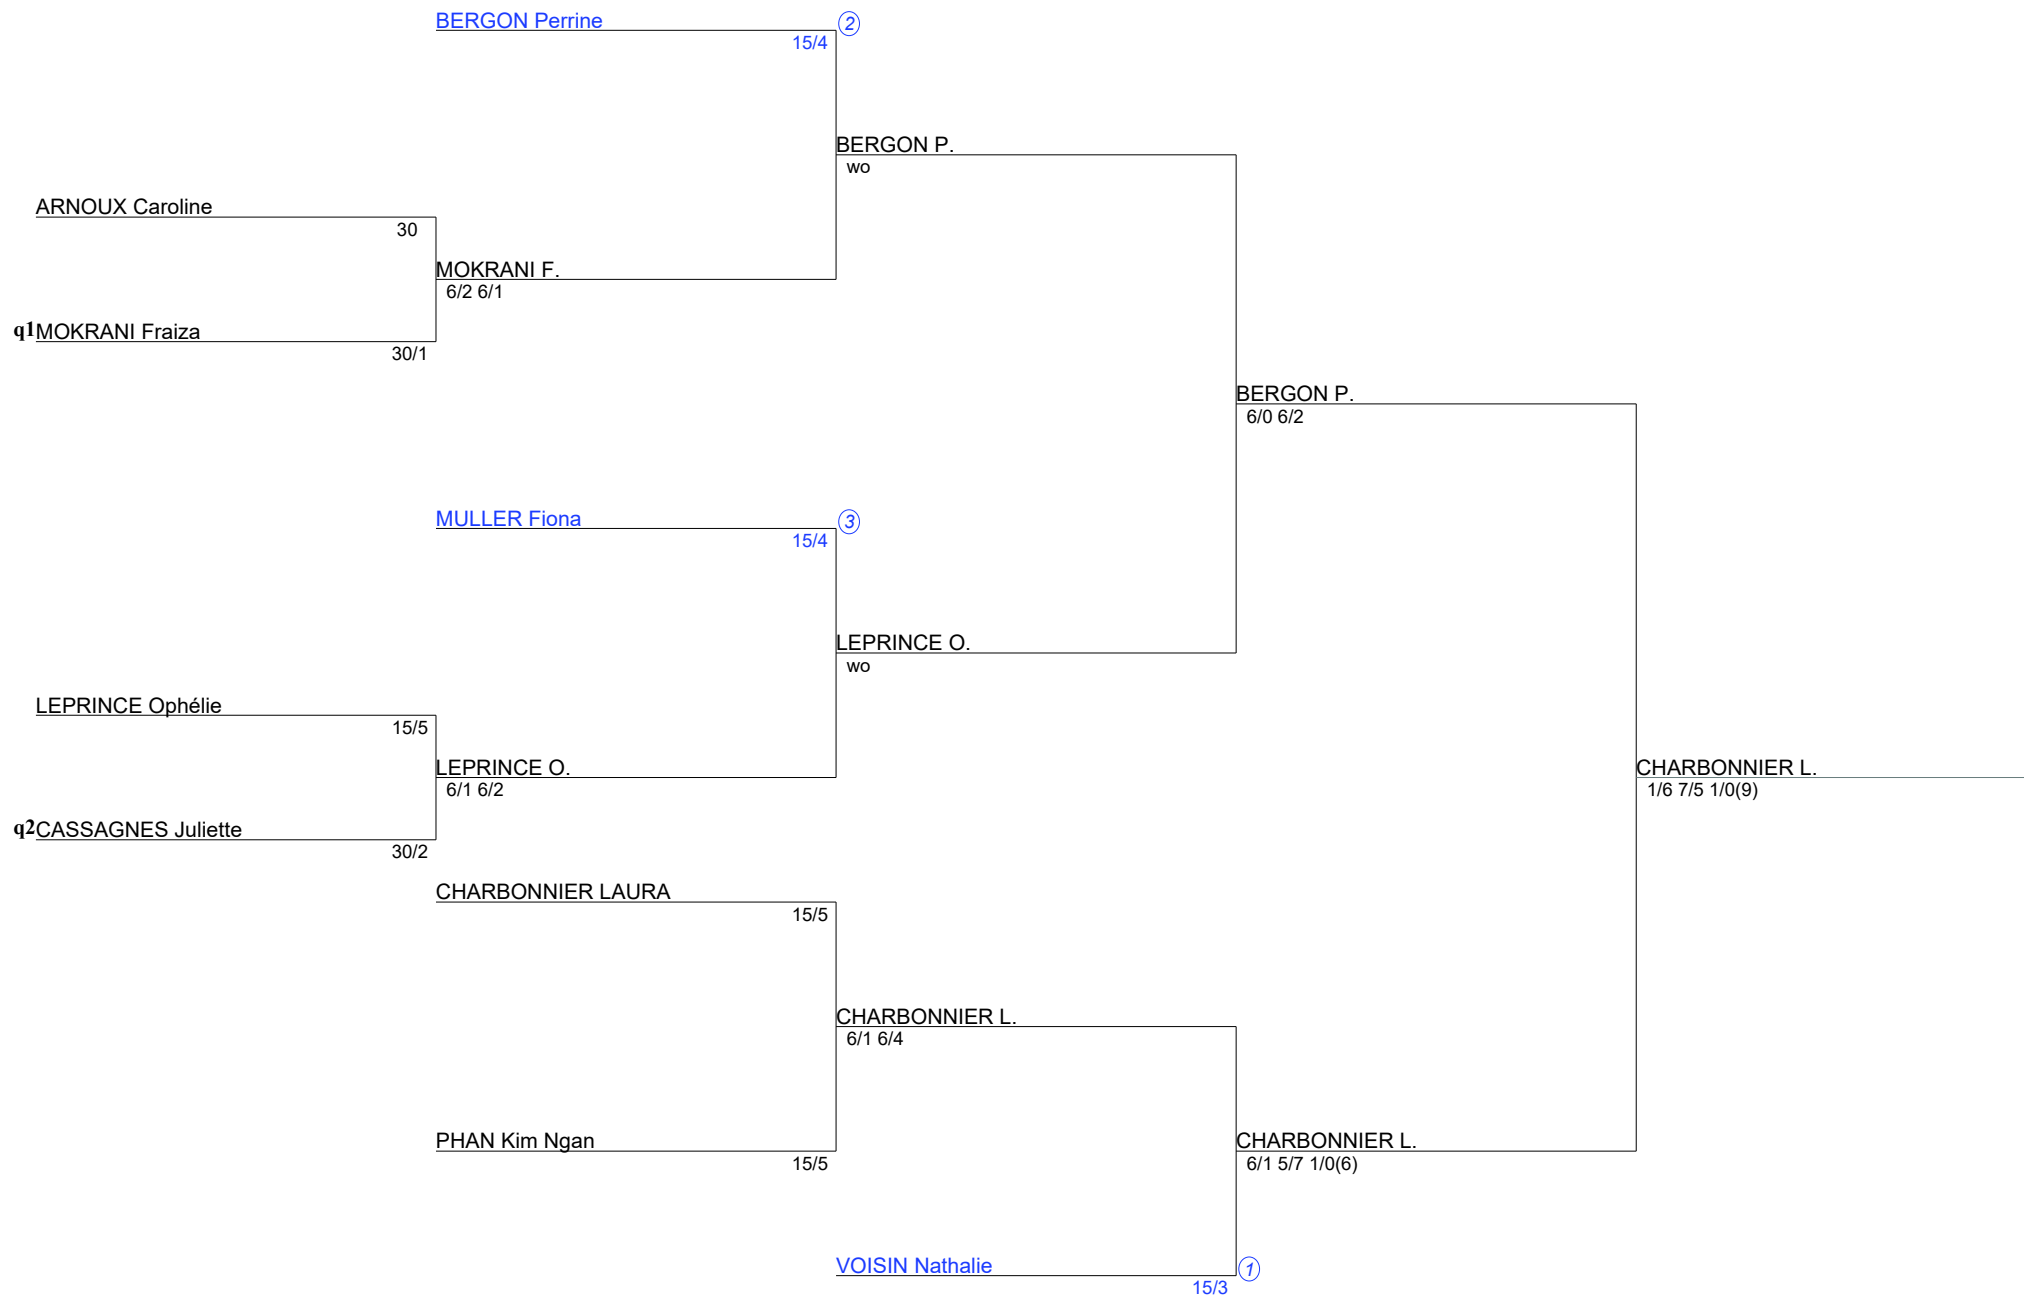 BERGON Perrine
2
15/4
BERGON P.
wo
ARNOUX Caroline
30
MOKRANI F.
6/2 6/1
q1 MOKRANI Fraiza
30/1
BERGON P.
6/0 6/2
MULLER Fiona
3
15/4
LEPRINCE O.
wo
LEPRINCE Ophélie
15/5
LEPRINCE O.
6/1 6/2
CHARBONNIER L.
1/6 7/5 1/0(9)
q2 CASSAGNES Juliette
30/2
CHARBONNIER LAURA
15/5
CHARBONNIER L.
6/1 6/4
PHAN Kim Ngan
15/5
CHARBONNIER L.
6/1 5/7 1/0(6)
VOISIN Nathalie
1
15/3